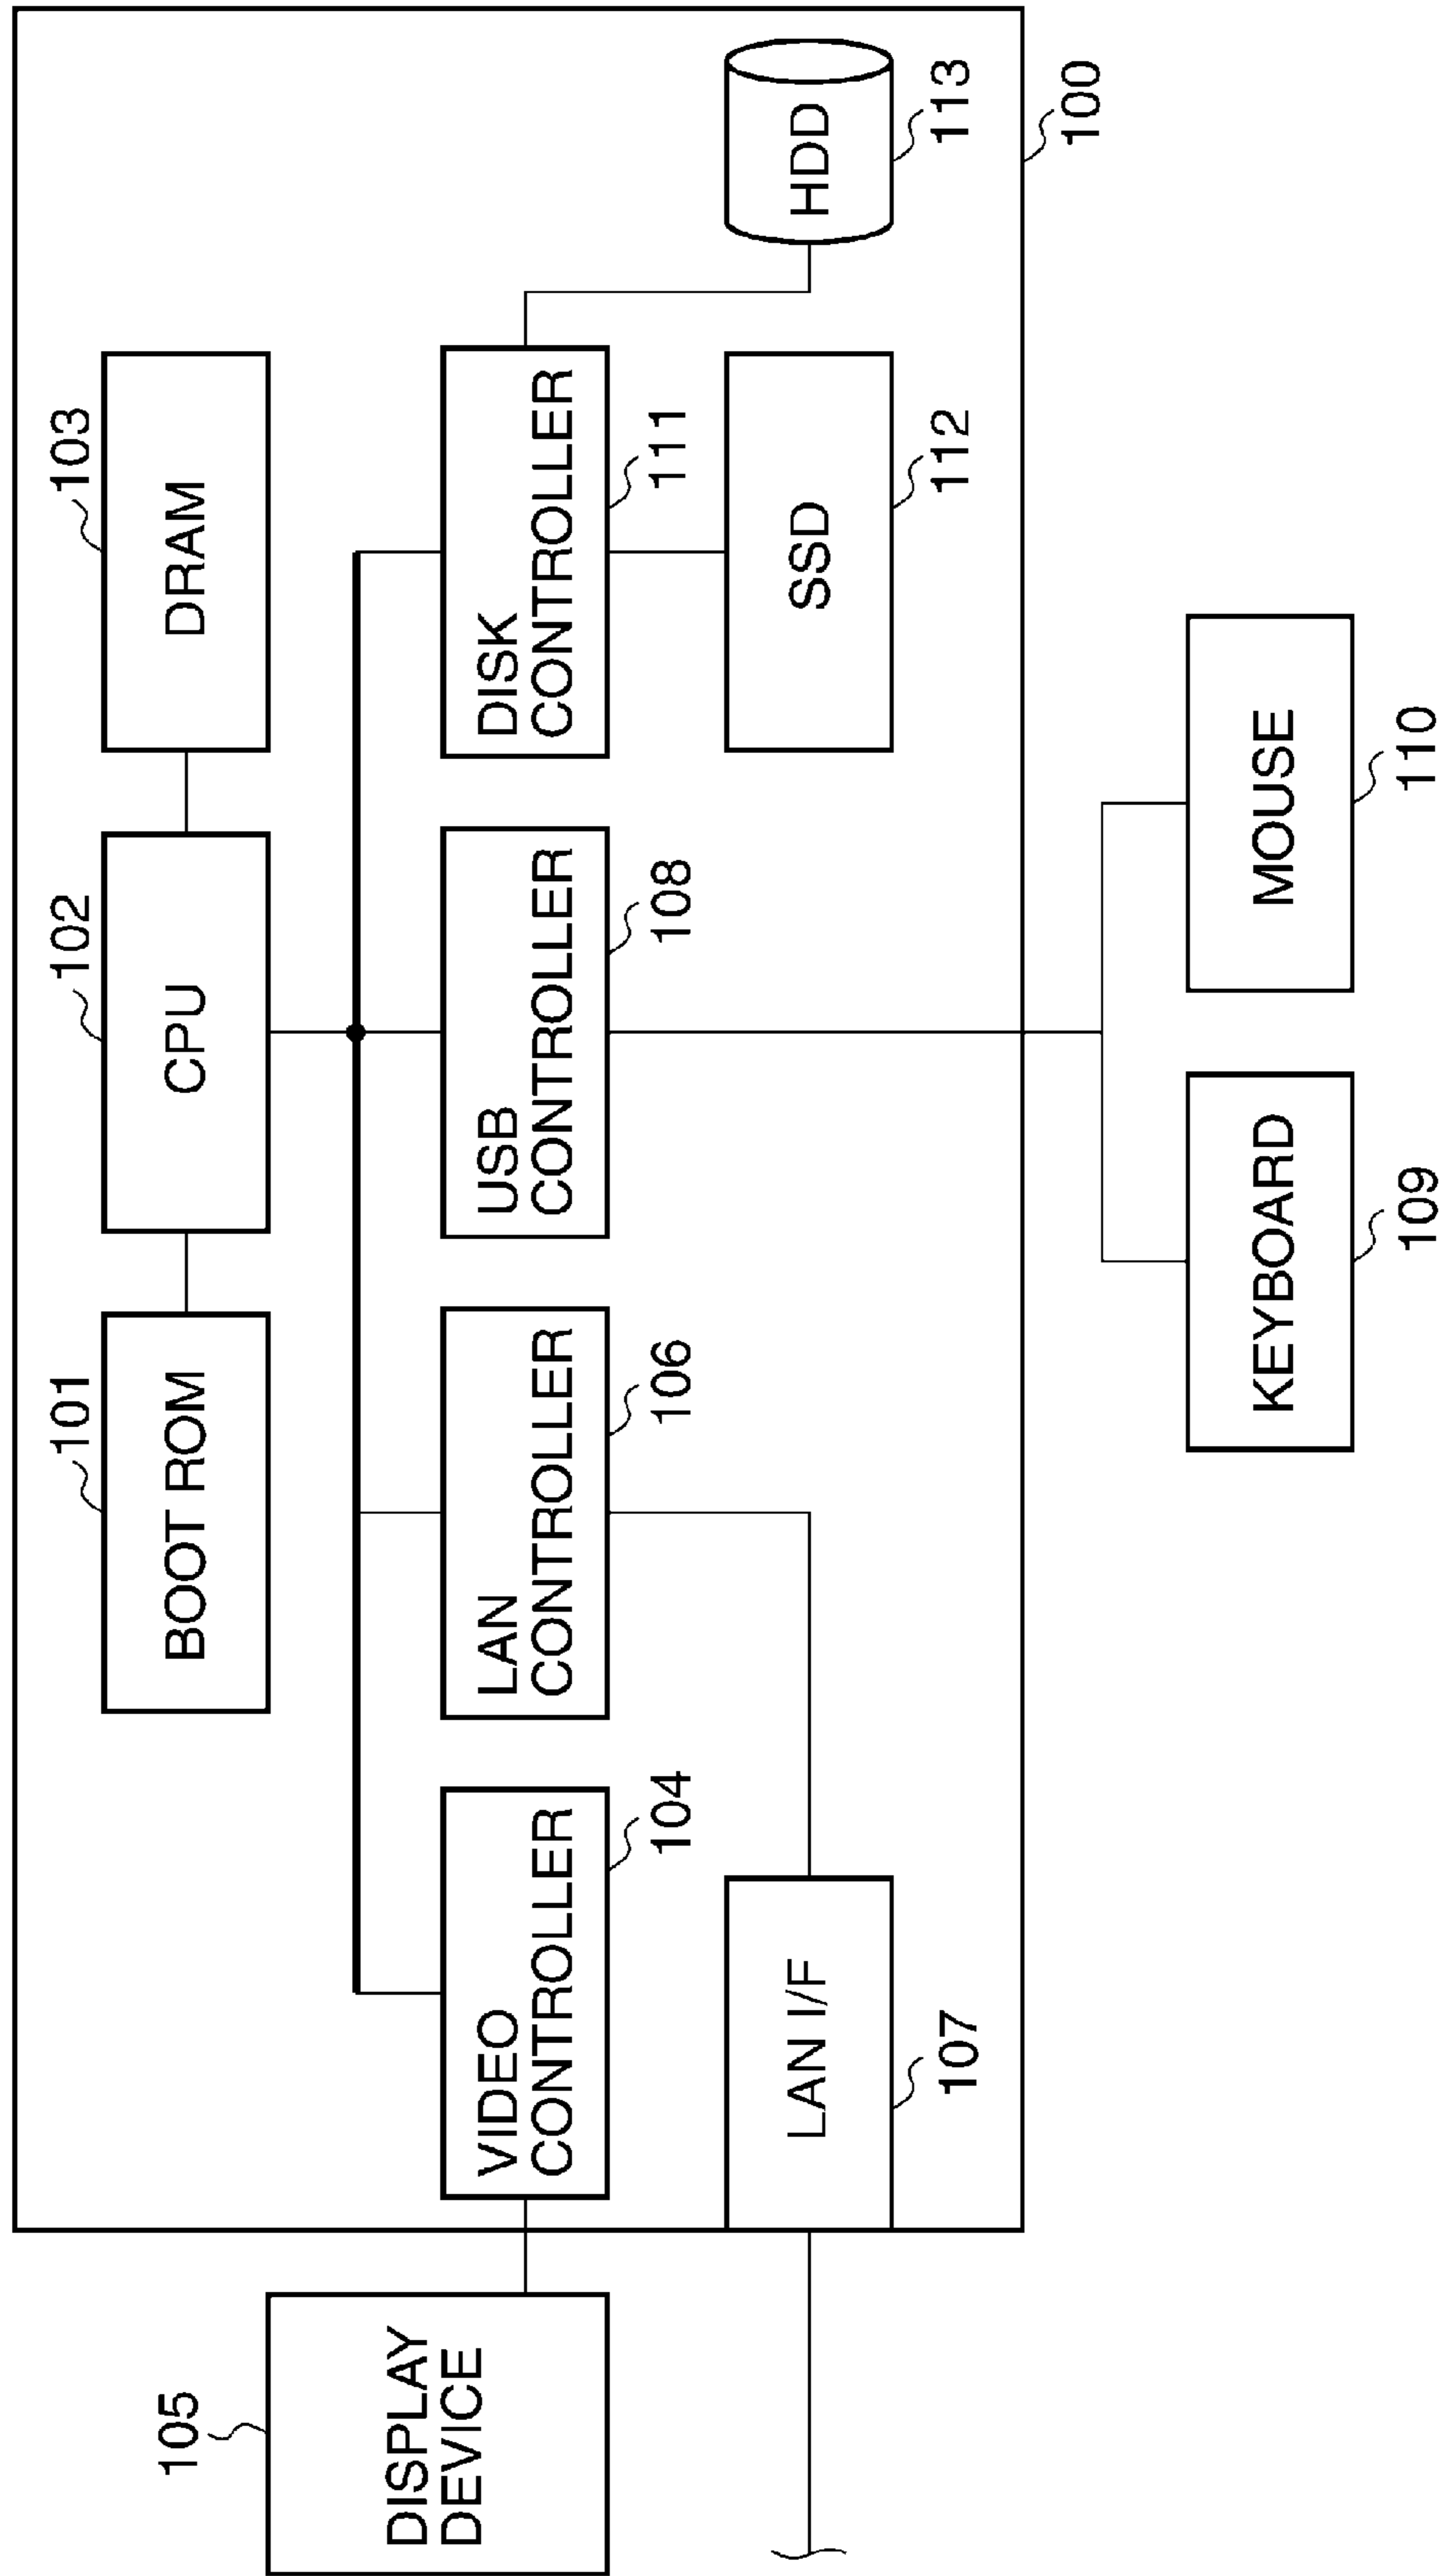 101
BOOT ROM
102
CPU
103
DRAM
105
DISPLAY
DEVICE
VIDEO
CONTROLLER
104
LAN
CONTROLLER
106
USB
CONTROLLER
108
DISK
CONTROLLER
111
LAN I/F
107
SSD
112
HDD
113
100
KEYBOARD
109
MOUSE
110